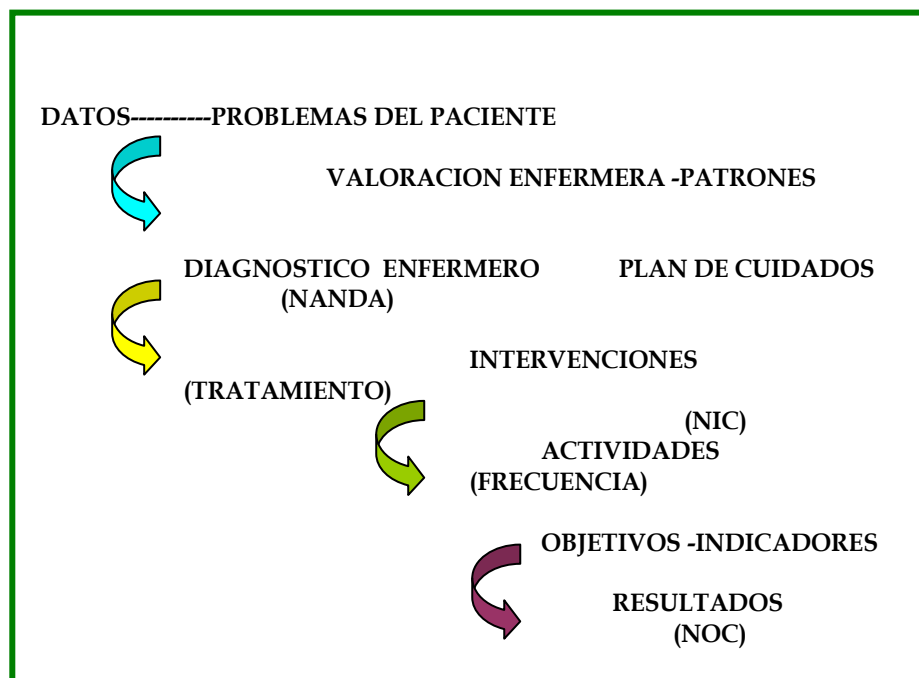 DATOS----------PROBLEMAS DEL PACIENTE
VALORACION ENFERMERA -PATRONES
DIAGNOSTICO ENFERMERO PLAN DE CUIDADOS
(NANDA)
INTERVENCIONES
(TRATAMIENTO)
(NIC)
ACTIVIDADES
(FRECUENCIA)
OBJETIVOS -INDICADORES
RESULTADOS
(NOC)